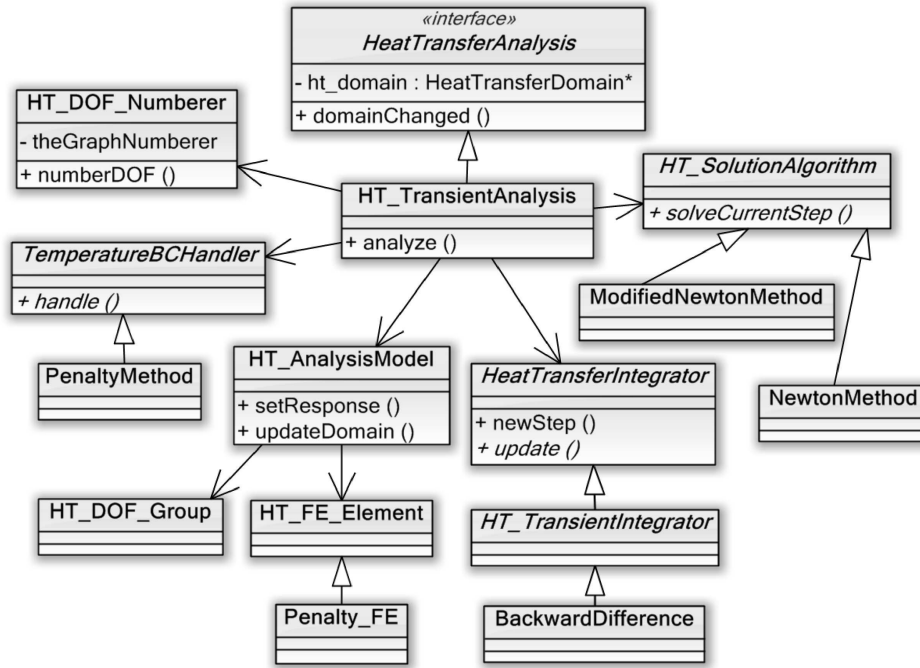 «interface»
HeatTransferAnalysis
- ht_domain : HeatTransferDomain*
+ domainChanged ()
HT_DOF_Numberer
- theGraphNumberer
+ numberDOF ()
HT_TransientAnalysis
+ analyze ()
HT_SolutionAlgorithm
+ solveCurrentStep ()
TemperatureBCHandler
+ handle ()
ModifiedNewtonMethod
PenaltyMethod
HT_AnalysisModel
+ setResponse ()
+ updateDomain ()
HeatTransferIntegrator
+ newStep ()
+ update ()
NewtonMethod
HT_DOF_Group
HT_FE_Element
HT_TransientIntegrator
Penalty_FE
BackwardDifference